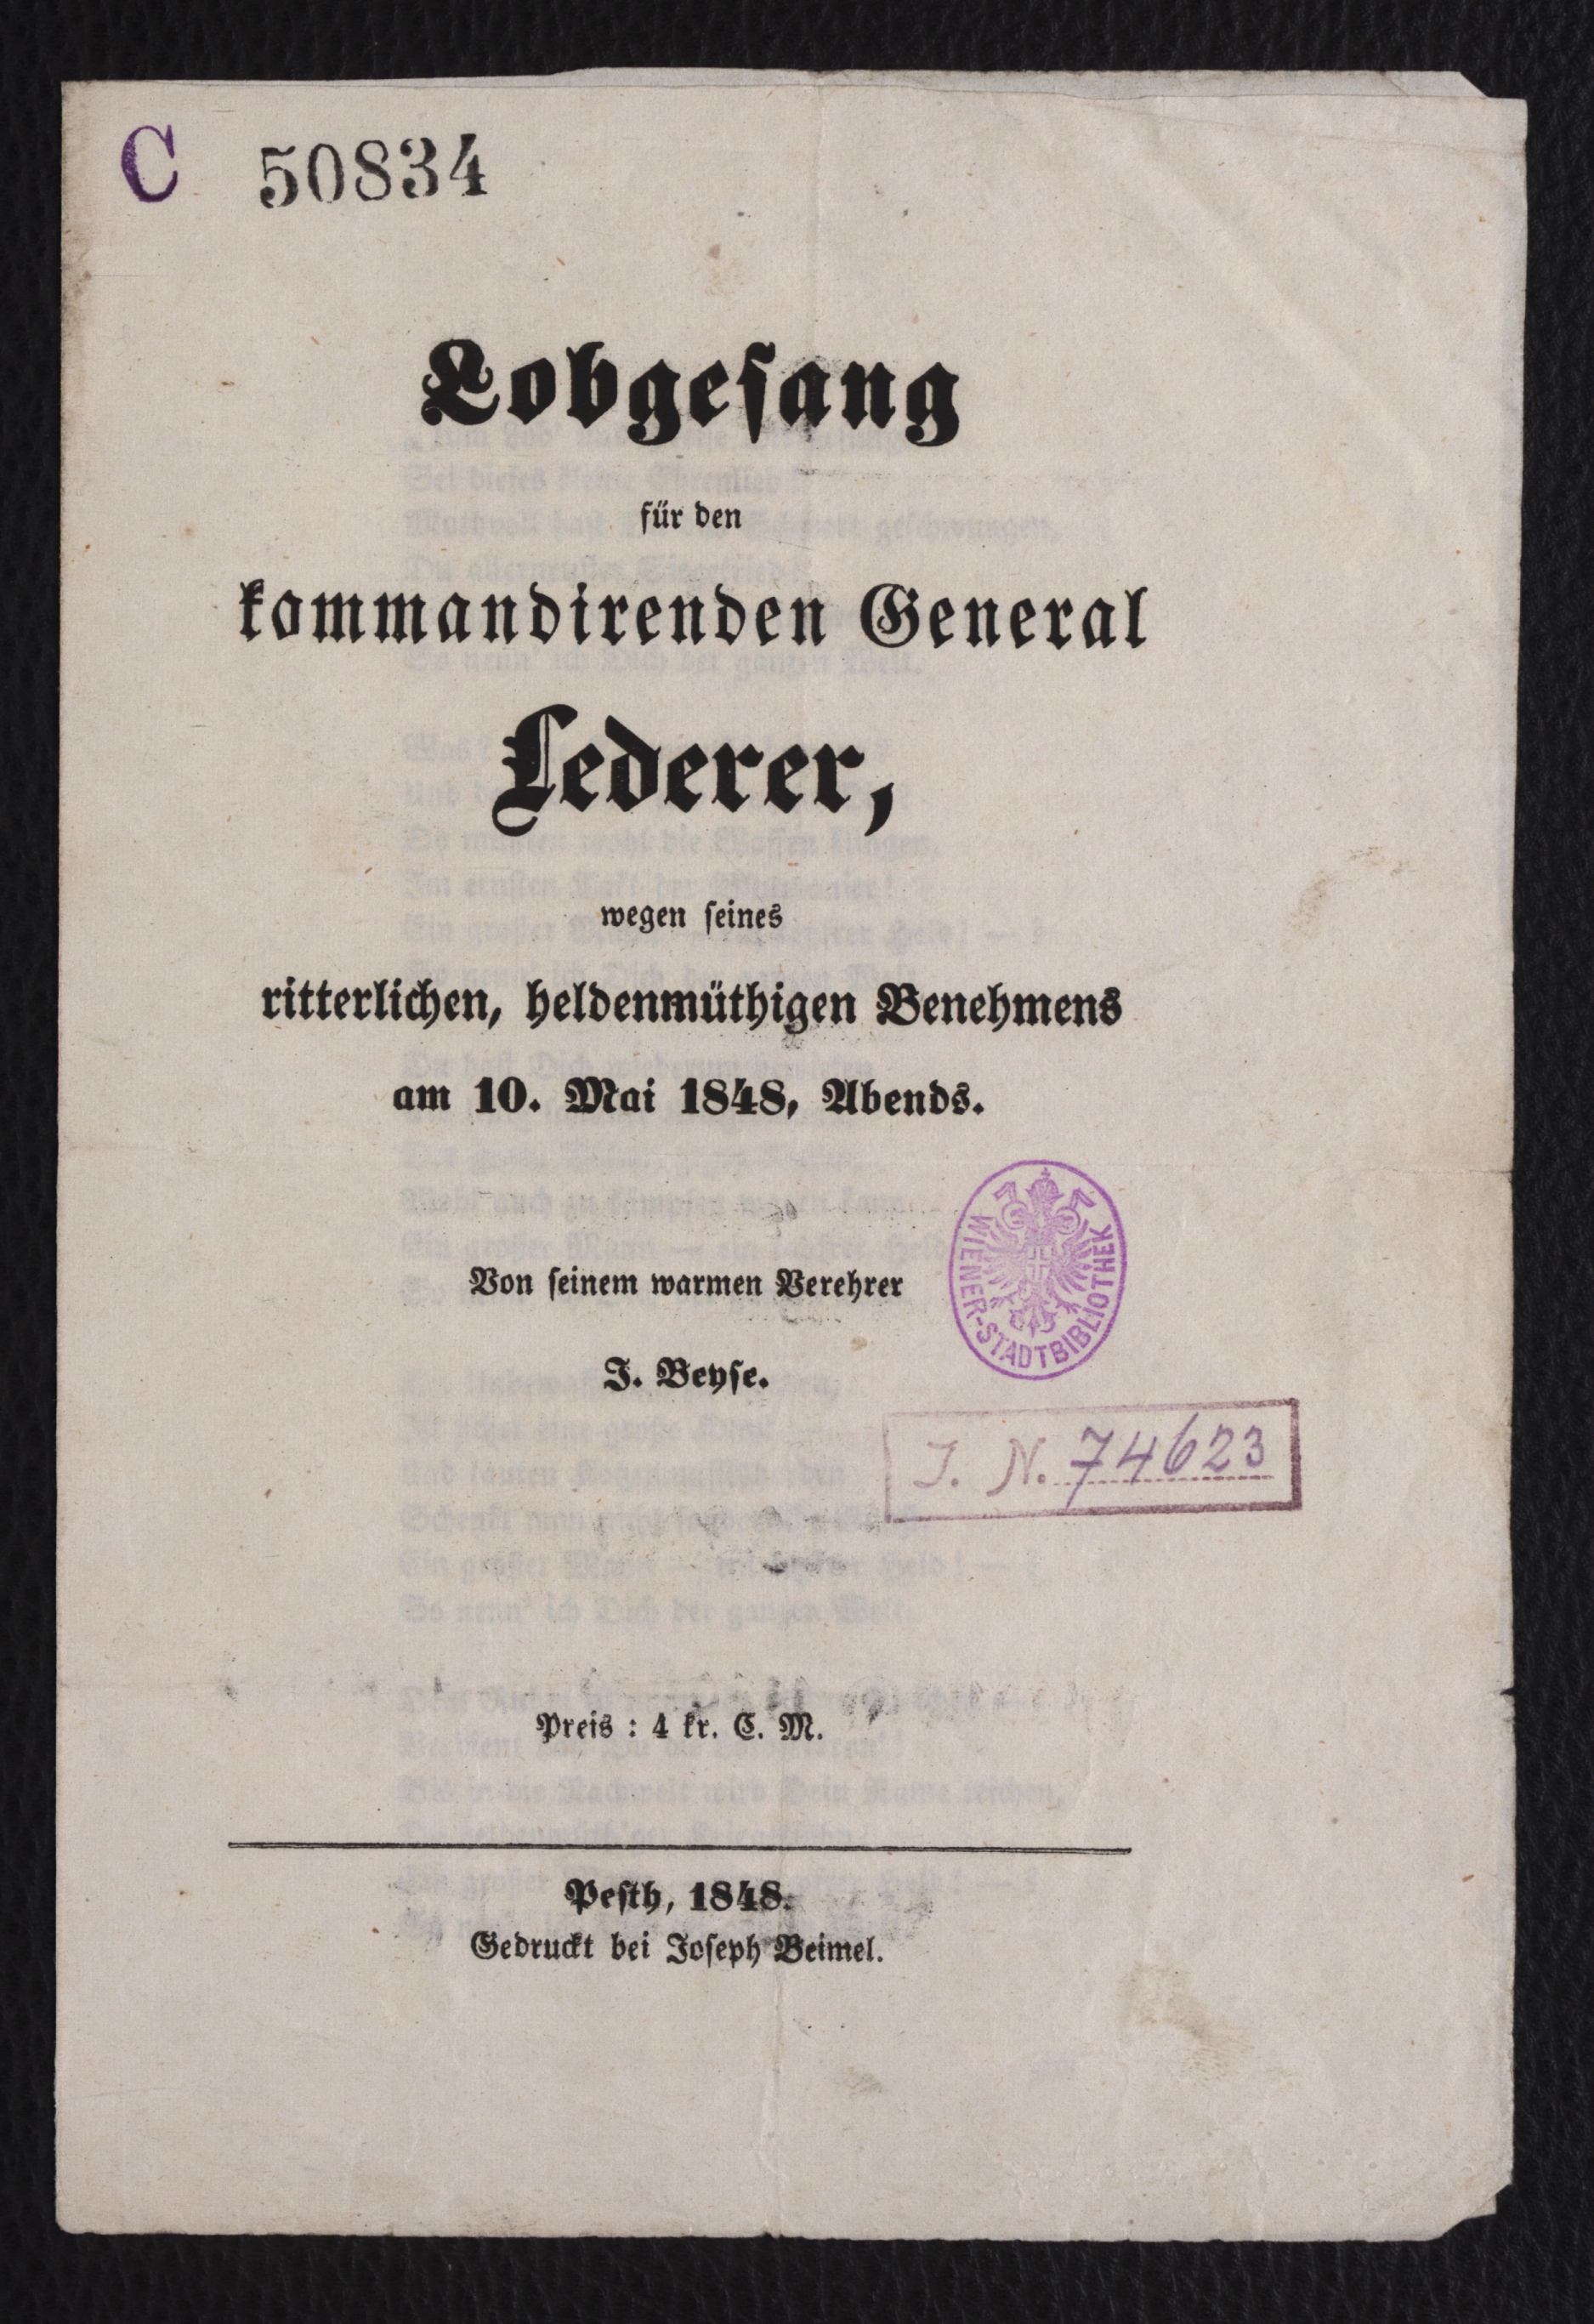 C 50834
Lobgesang
für den
kommandirenden General
Lederer,
wegen seines
ritterlichen, heldenmüthigen Benehmens
am 10. Mai 1848, Abends.
Von seinem warmen Verehrer
J. Beyse.
WIENER-STADTBIBLIOTHEK
J. N. 74623
Preis : 4 kr. C. M.
Pesth, 1848.
Gedruckt bei Joseph Beimel.